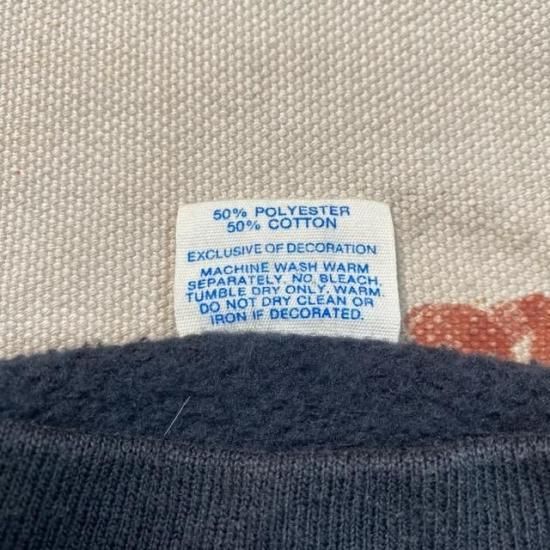 50% POLYESTER
50% COTTON
EXCLUSIVE OF DECORATION
MACHINE WASH WARM
SEPARATELY. NO BLEACH.
TUMBLE DRY ONLY, WARM.
DO NOT DRY CLEAN OR
IRON IF DECORATED.